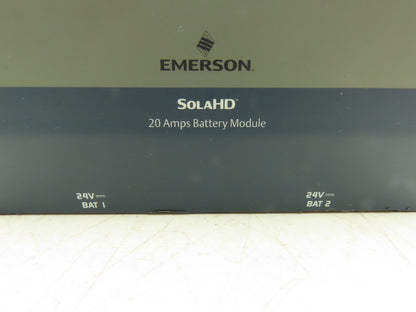 EMERSON.
SOLAHD
20 Amps Battery Module
24V⎓ 24V⎓
BAT 1 BAT 2